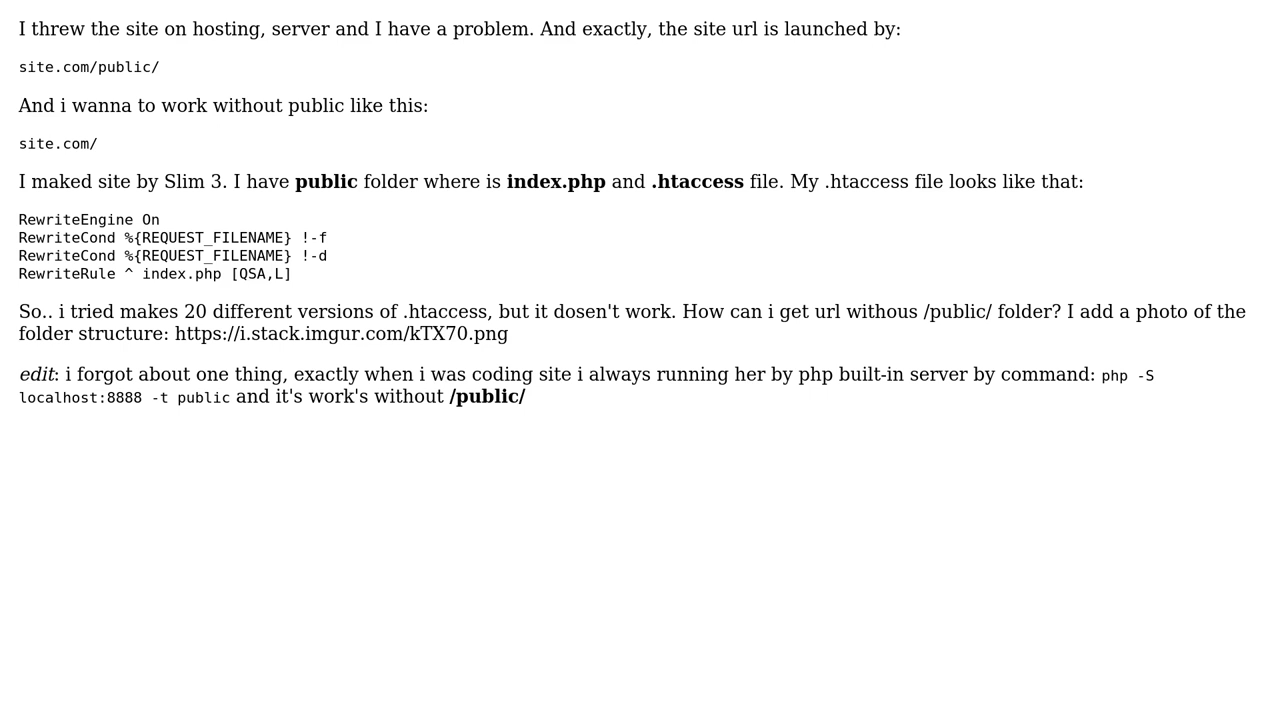 I threw the site on hosting, server and I have a problem. And exactly, the site url is launched by:
site.com/public/
And i wanna to work without public like this:
site.com/
I maked site by Slim 3. I have public folder where is index.php and .htaccess file. My .htaccess file looks like that:
RewriteEngine On
RewriteCond %{REQUEST_FILENAME} !-f
RewriteCond %{REQUEST_FILENAME} !-d
RewriteRule ^ index.php [QSA,L]
So.. i tried makes 20 different versions of .htaccess, but it dosen't work. How can i get url withous /public/ folder? I add a photo of the
folder structure: https://i.stack.imgur.com/kTX70.png
edit: i forgot about one thing, exactly when i was coding site i always running her by php built-in server by command: php -S
localhost:8888 -t public and it's work's without /public/